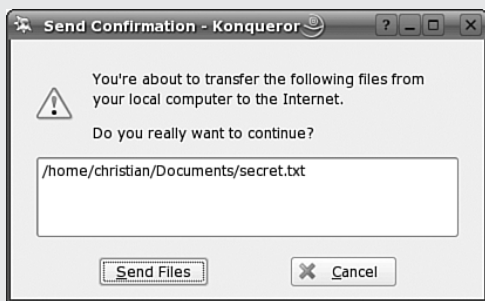 Send Confirmation - Konqueror
You're about to transfer the following files from
your local computer to the Internet.
Do you really want to continue?
/home/christian/Documents/secret.txt
Send Files
Cancel